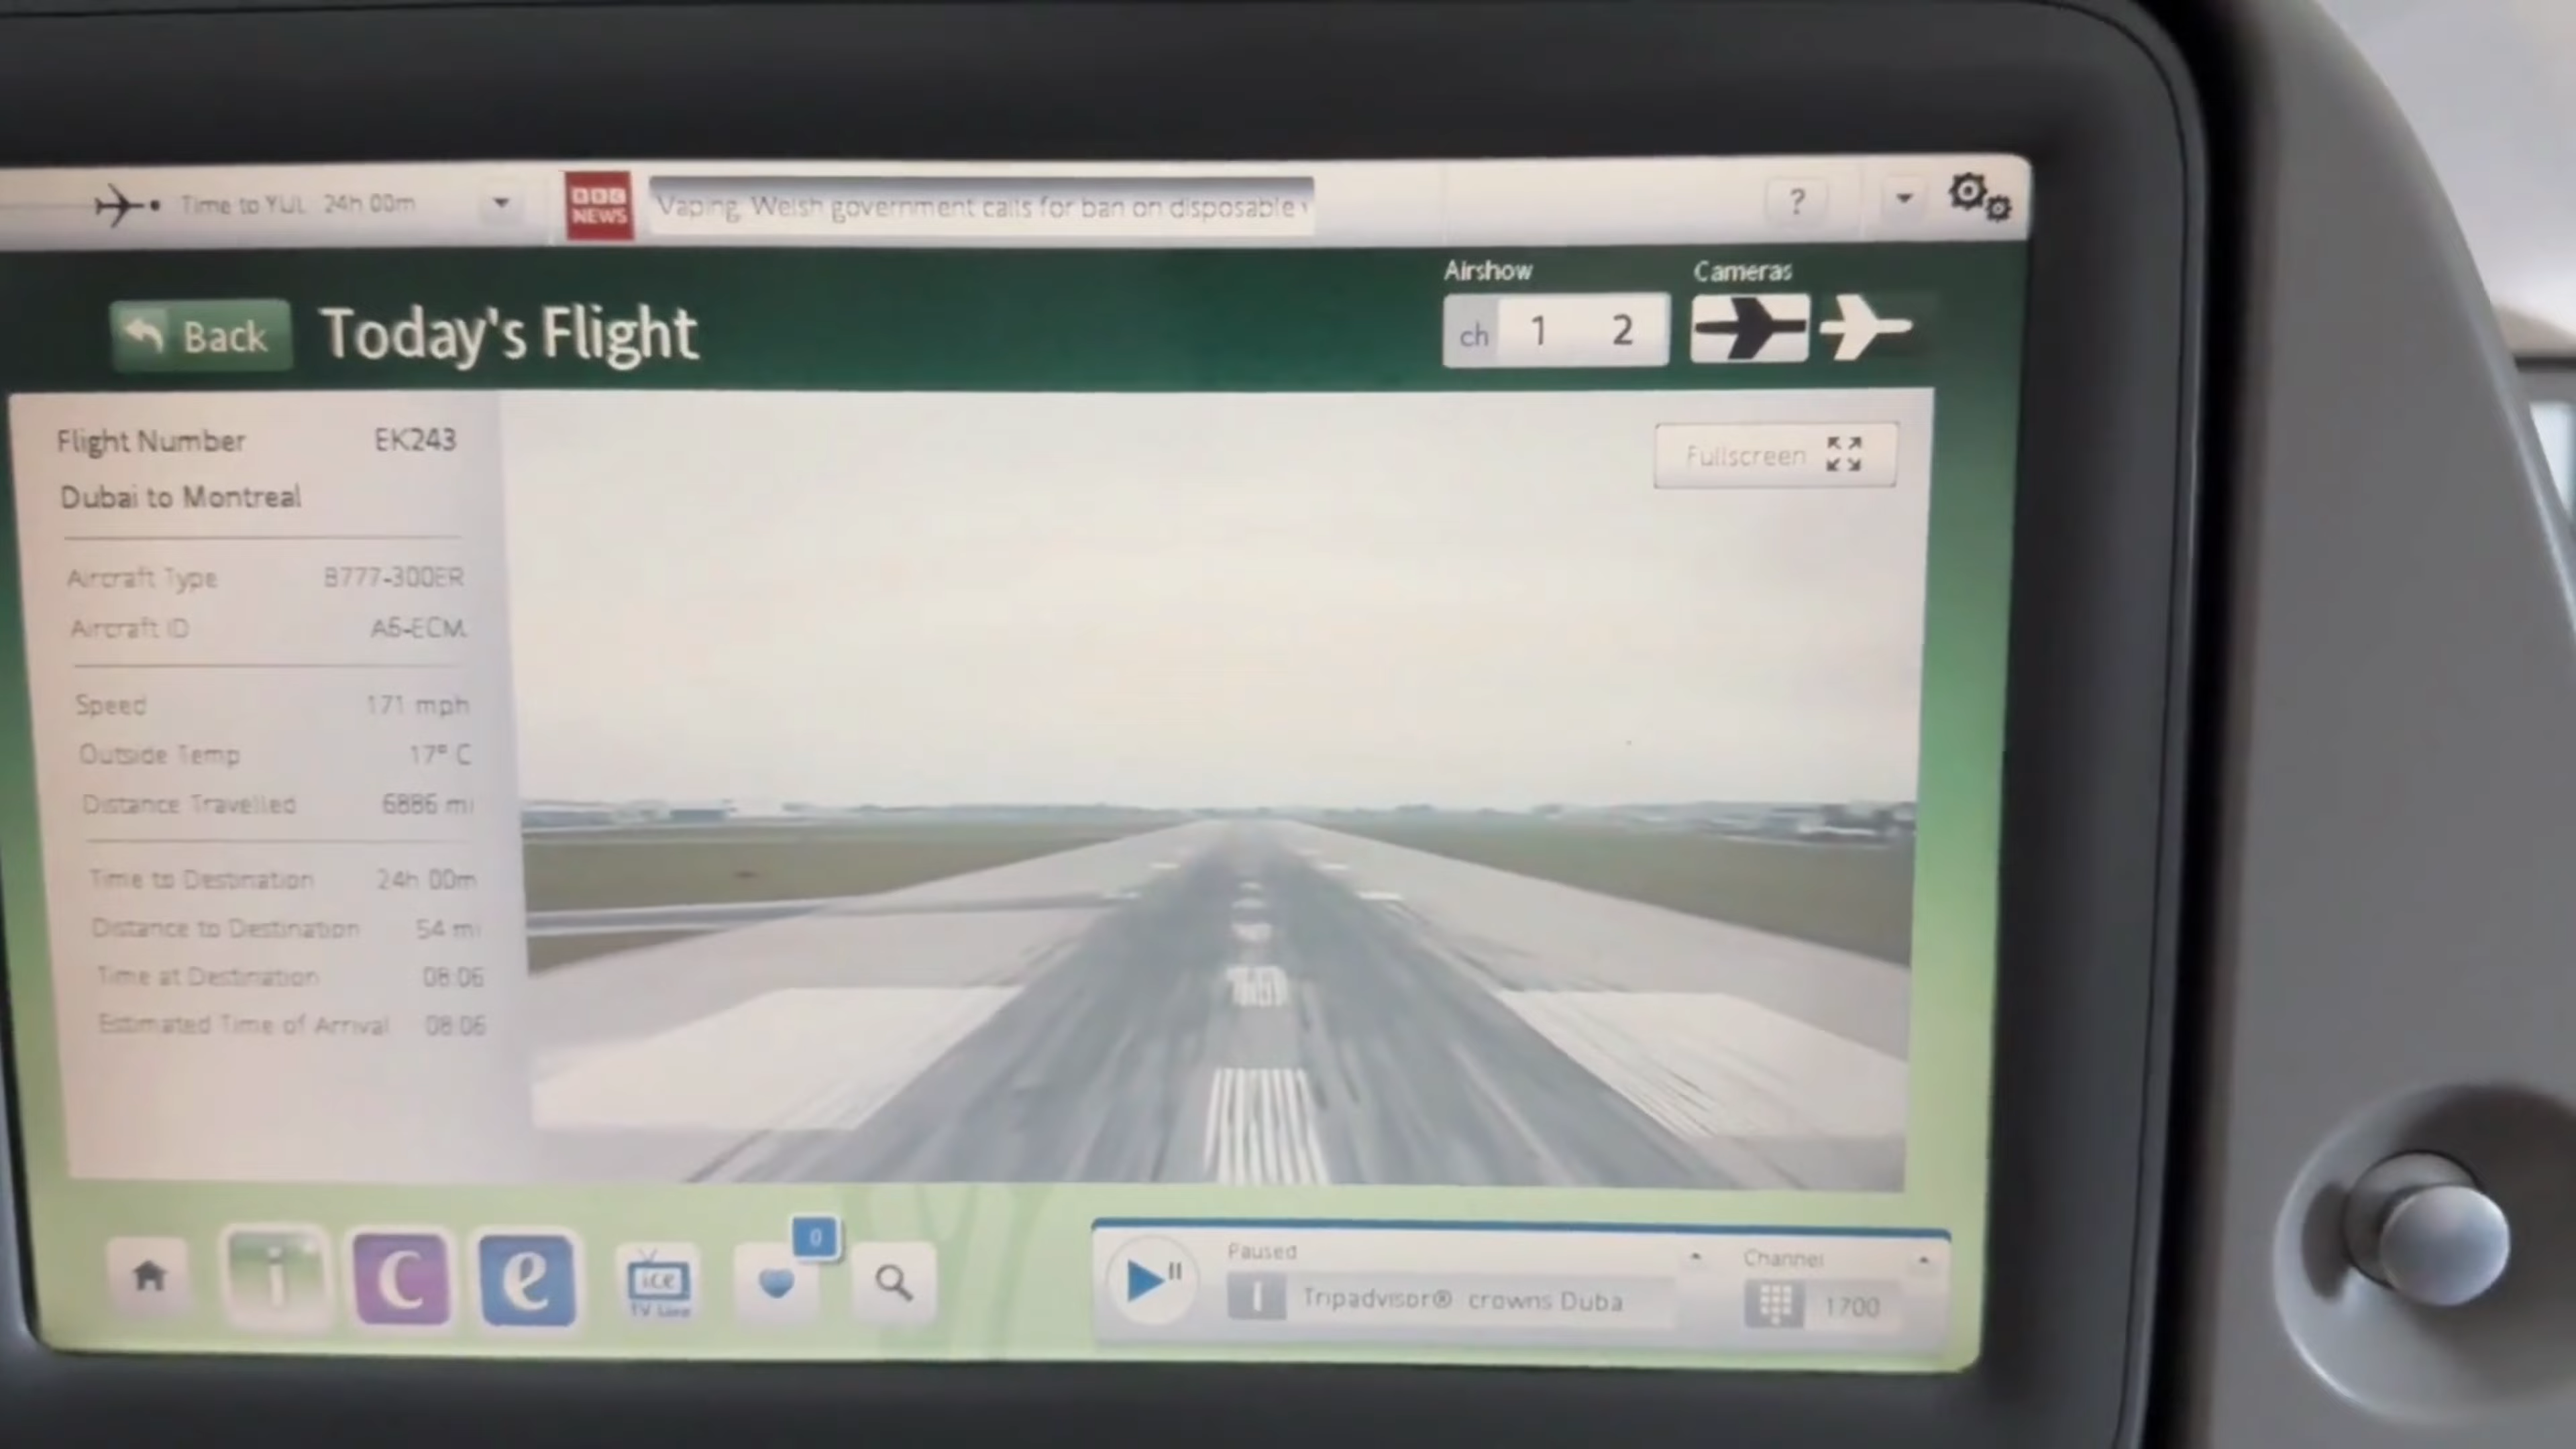 Time to YUL 24h 00m
BBC NEWS
Vaping, Welsh government calls for ban on disposable
?
Airshow
Cameras
Back
Today's Flight
ch 1 2
Flight Number EK243
Fullscreen
Dubai to Montreal
Aircraft Type B777-300ER
Aircraft ID A6-ECM
Speed 171 mph
Outside Temp 17° C
Distance Travelled 6886 mi
Time to Destination 24h 00m
Distance to Destination 54 mi
Time at Destination 08:06
Estimated Time of Arrival 08:06
0
i
c
e
ice
TV Live
Paused
Channel
Tripadvisor® crowns Duba
1700